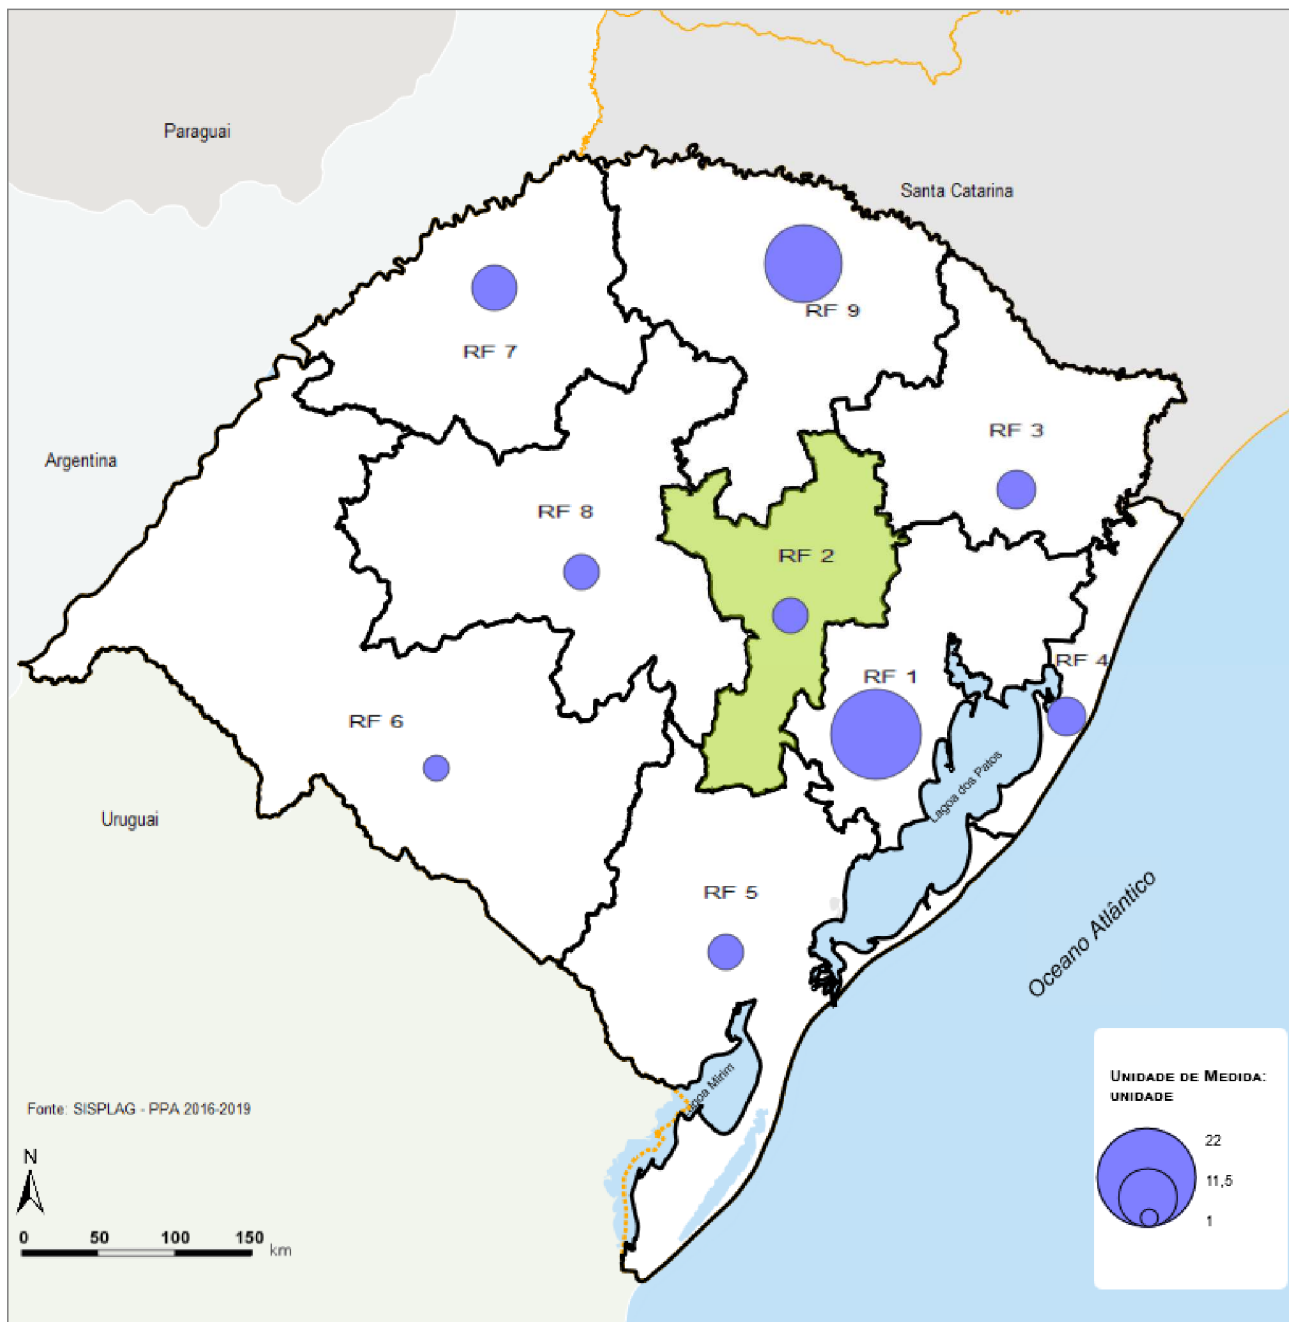 Paraguai
Santa Catarina
RF 9
RF 7
RF 3
Argentina
RF 8
RF 2
RF 4
RF 1
RF 6
Lagoa dos Patos
Uruguai
RF 5
Oceano Atlântico
UNIDADE DE MEDIDA:
UNIDADE
22
11,5
1
agoa Mirim
Fonte: SISPLAG - PPA 2016-2019
N
0 50 100 150
km